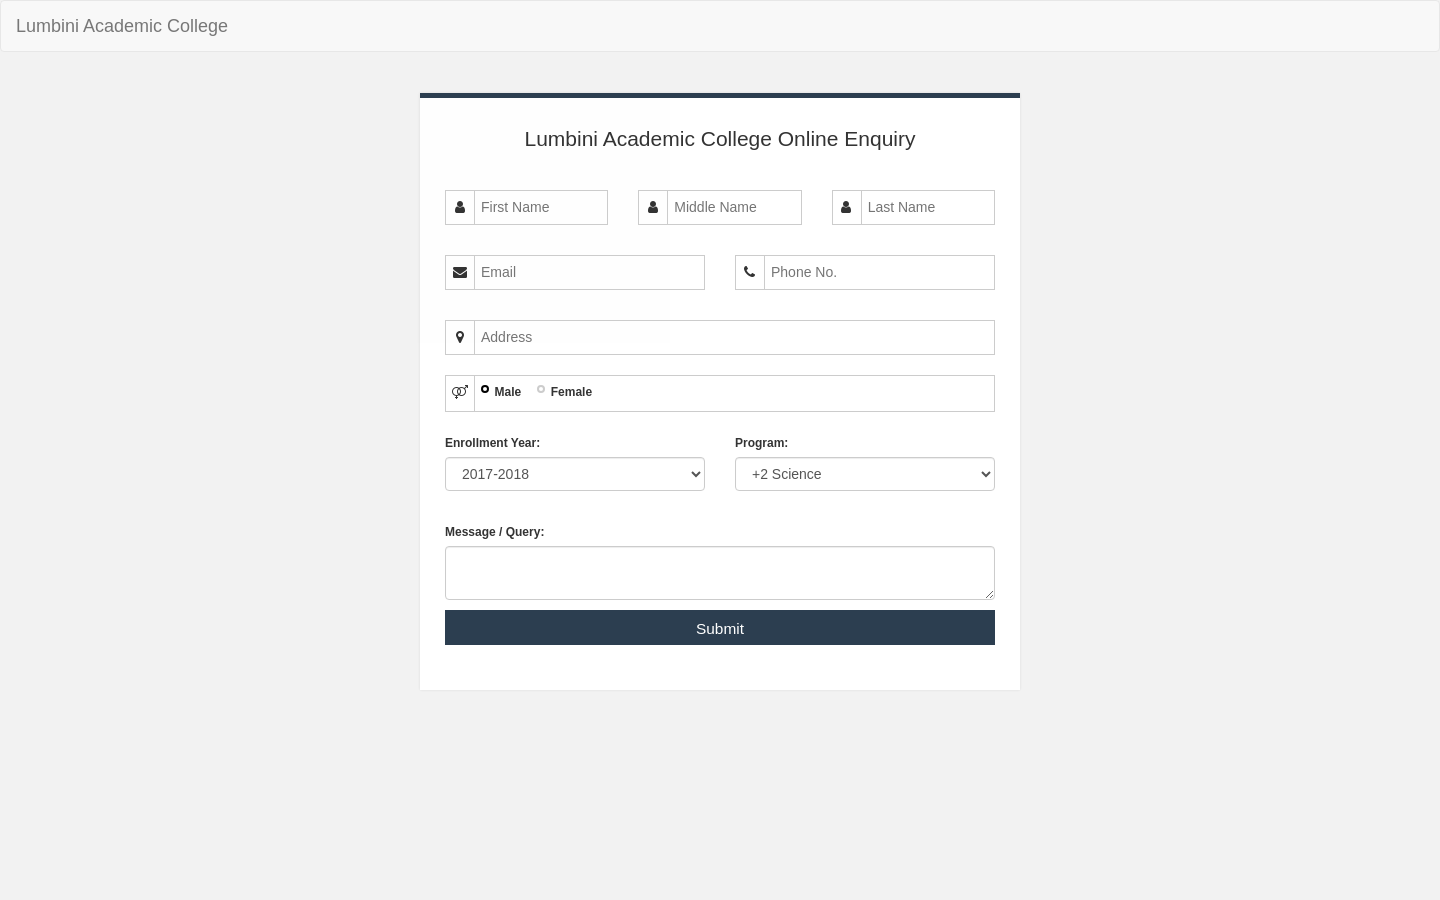 Lumbini Academic College
Lumbini Academic College Online Enquiry
First Name Middle Name Last Name
Email Phone No.
Address
Male Female
Enrollment Year: Program:
2017-2018 +2 Science
Message / Query:
Submit